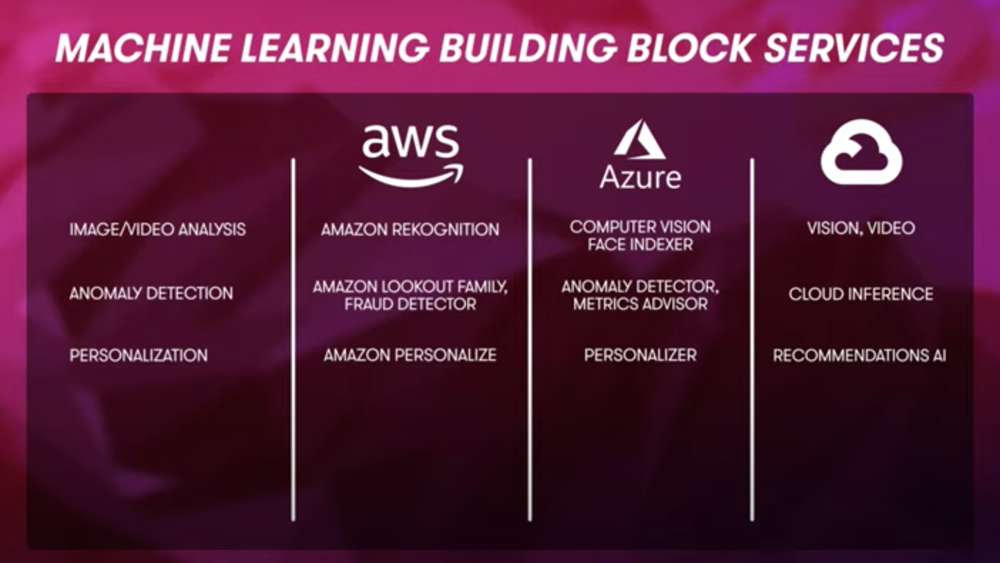 MACHINE LEARNING BUILDING BLOCK SERVICES
aws
Azure
IMAGE/VIDEO ANALYSIS
AMAZON REKOGNITION
COMPUTER VISION
FACE INDEXER
VISION, VIDEO
ANOMALY DETECTION
AMAZON LOOKOUT FAMILY,
FRAUD DETECTOR
ANOMALY DETECTOR,
METRICS ADVISOR
CLOUD INFERENCE
PERSONALIZATION
AMAZON PERSONALIZE
PERSONALIZER
RECOMMENDATIONS AI